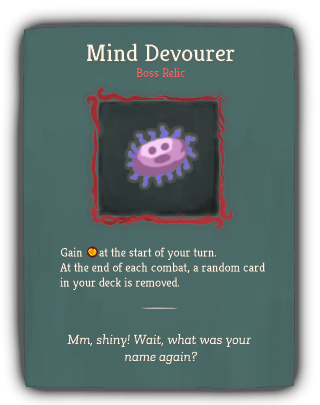 Mind Devourer
Boss Relic
Gain at the start of your turn.
At the end of each combat, a random card
in your deck is removed.
Mm, shiny! Wait, what was your
name again?